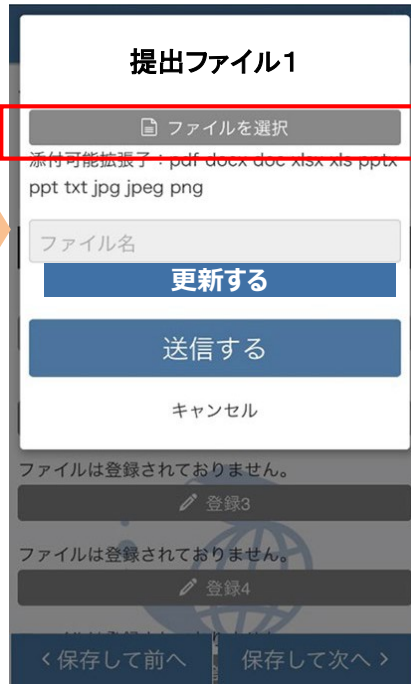 提出ファイル１
ファイルを選択
添付可能拡張子：pdf docx doc xlsx xls pptx
ppt txt jpg jpeg png
ファイル名
更新する
送信する
キャンセル
ファイルは登録されておりません。
登録3
ファイルは登録されておりません。
登録4
保存して前へ
保存して次へ